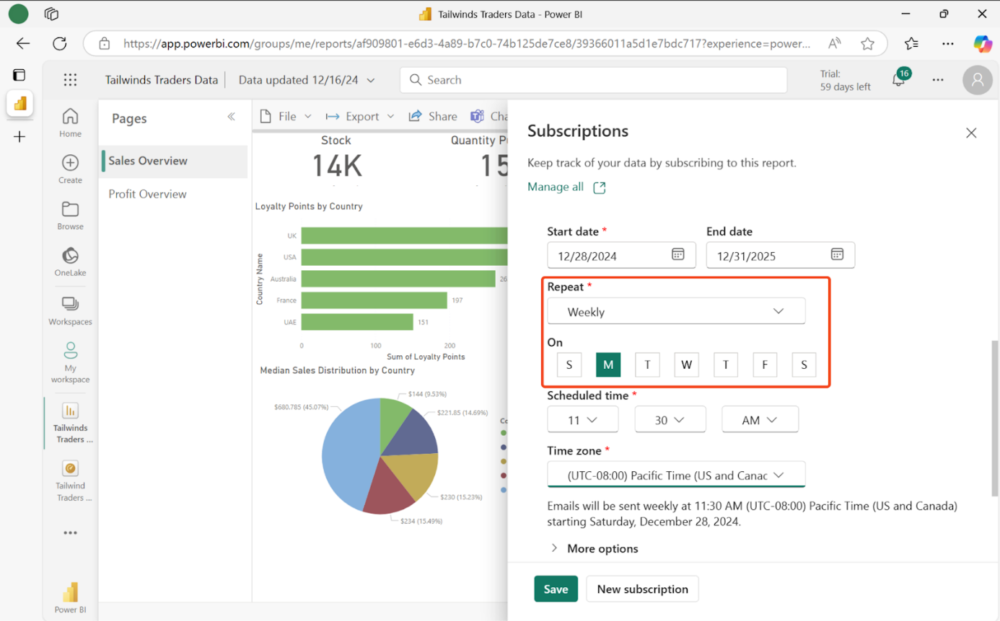 Tailwinds Traders Data - Power BI
https://app.powerbi.com/groups/me/reports/af909801-e6d3-4a89-b7c0-74b125de7ce8/39366011a5d1e7bdc717?experience=power...
Tailwinds Traders Data
Data updated 12/16/24
Search
Trial:
59 days left
16
Home
Create
Browse
OneLake
Workspaces
My
workspace
Tailwinds
Traders ...
Tailwind
Traders ...
Power BI
Pages
Sales Overview
Profit Overview
File
Export
Share
Cha
Stock
14K
Quantity Pu
15
Loyalty Points by Country
Country Name
UK
USA
Australia
26
France
197
UAE
151
0
100
200
Sum of Loyalty Points
Median Sales Distribution by Country
$144 (9.53%)
$680.785 (45.07%)
$221.85 (14.69%)
$230 (15.23%)
$234 (15.49%)
Co
Subscriptions
Keep track of your data by subscribing to this report.
Manage all
Start date *
End date
12/28/2024
12/31/2025
Repeat *
Weekly
On
S M T W T F S
Scheduled time *
11 30 AM
Time zone *
(UTC-08:00) Pacific Time (US and Canac
Emails will be sent weekly at 11:30 AM (UTC-08:00) Pacific Time (US and Canada)
starting Saturday, December 28, 2024.
More options
Save
New subscription